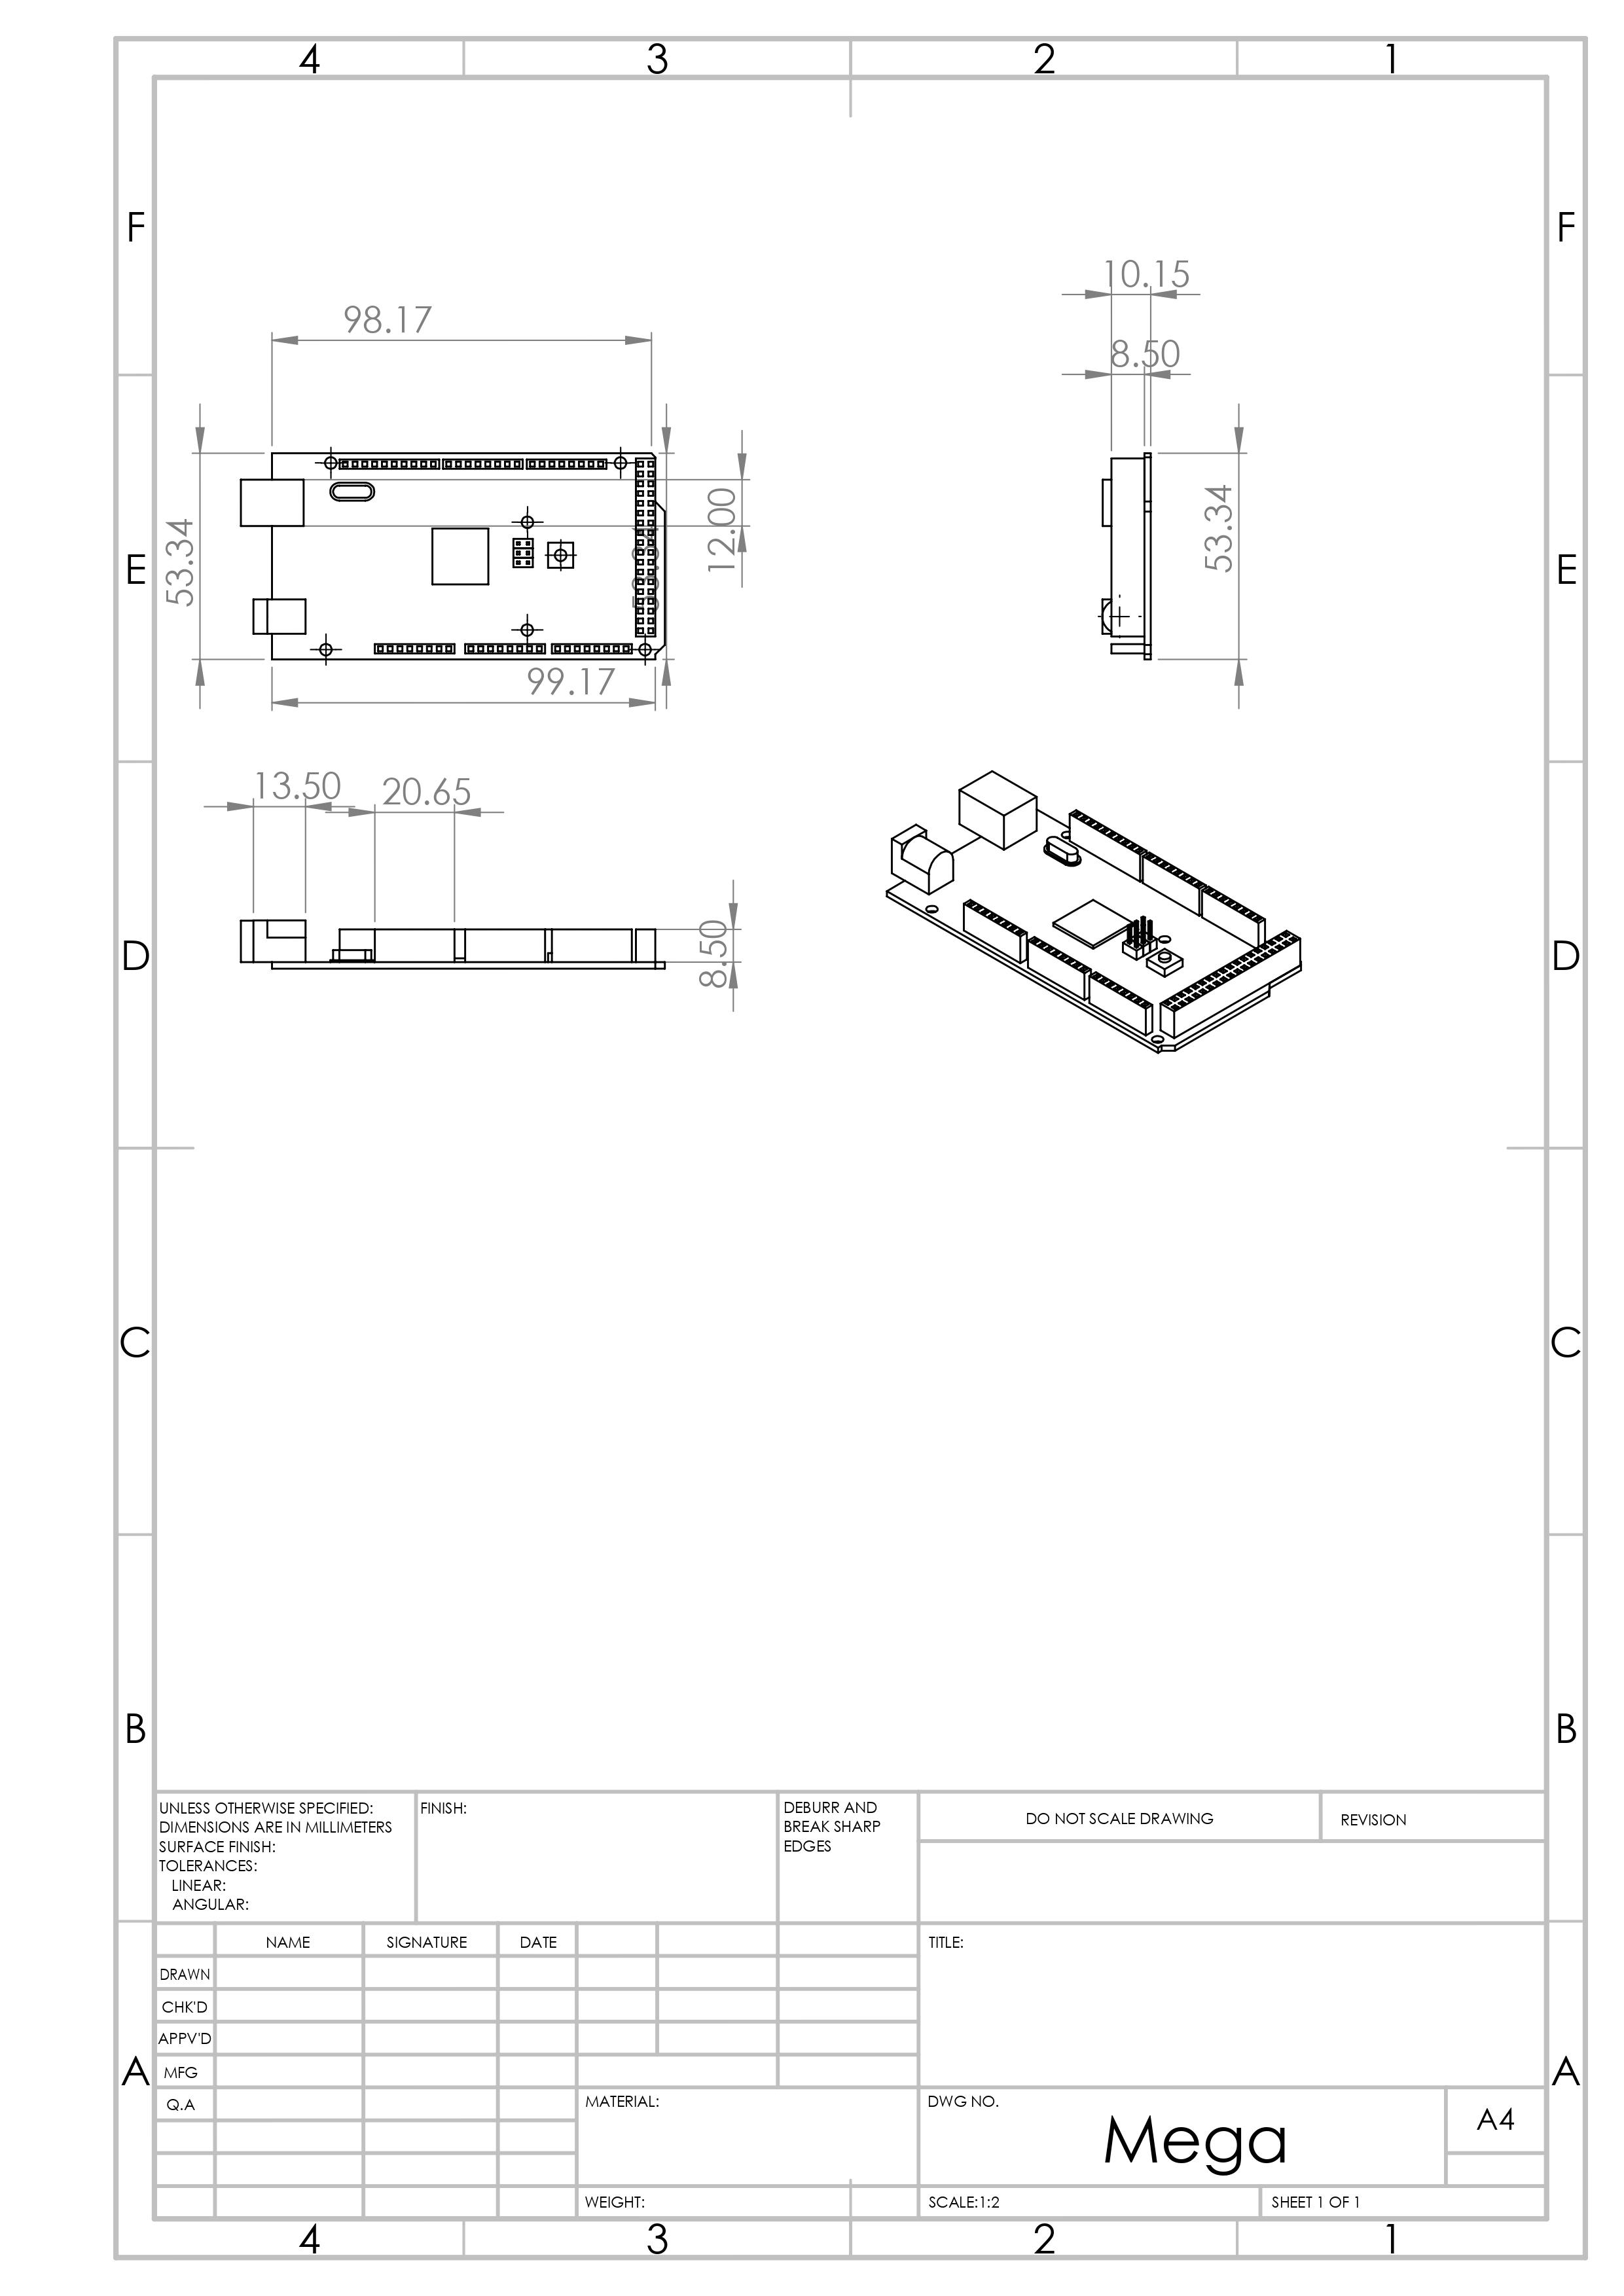 4 3 2 1
F F
10.15
98.17
8.50
53.34
12.00
53.34
E E
99.17
13.50 20.65
8.50
D D
C C
B B
UNLESS OTHERWISE SPECIFIED:
DIMENSIONS ARE IN MILLIMETERS
SURFACE FINISH:
TOLERANCES:
LINEAR:
ANGULAR:
FINISH:
DEBURR AND
BREAK SHARP
EDGES
DO NOT SCALE DRAWING
REVISION
NAME SIGNATURE DATE
TITLE:
DRAWN
CHK'D
APPV'D
MFG
A A
Q.A
MATERIAL:
DWG NO.
Mega
A4
WEIGHT:
SCALE:1:2
SHEET 1 OF 1
4 3 2 1